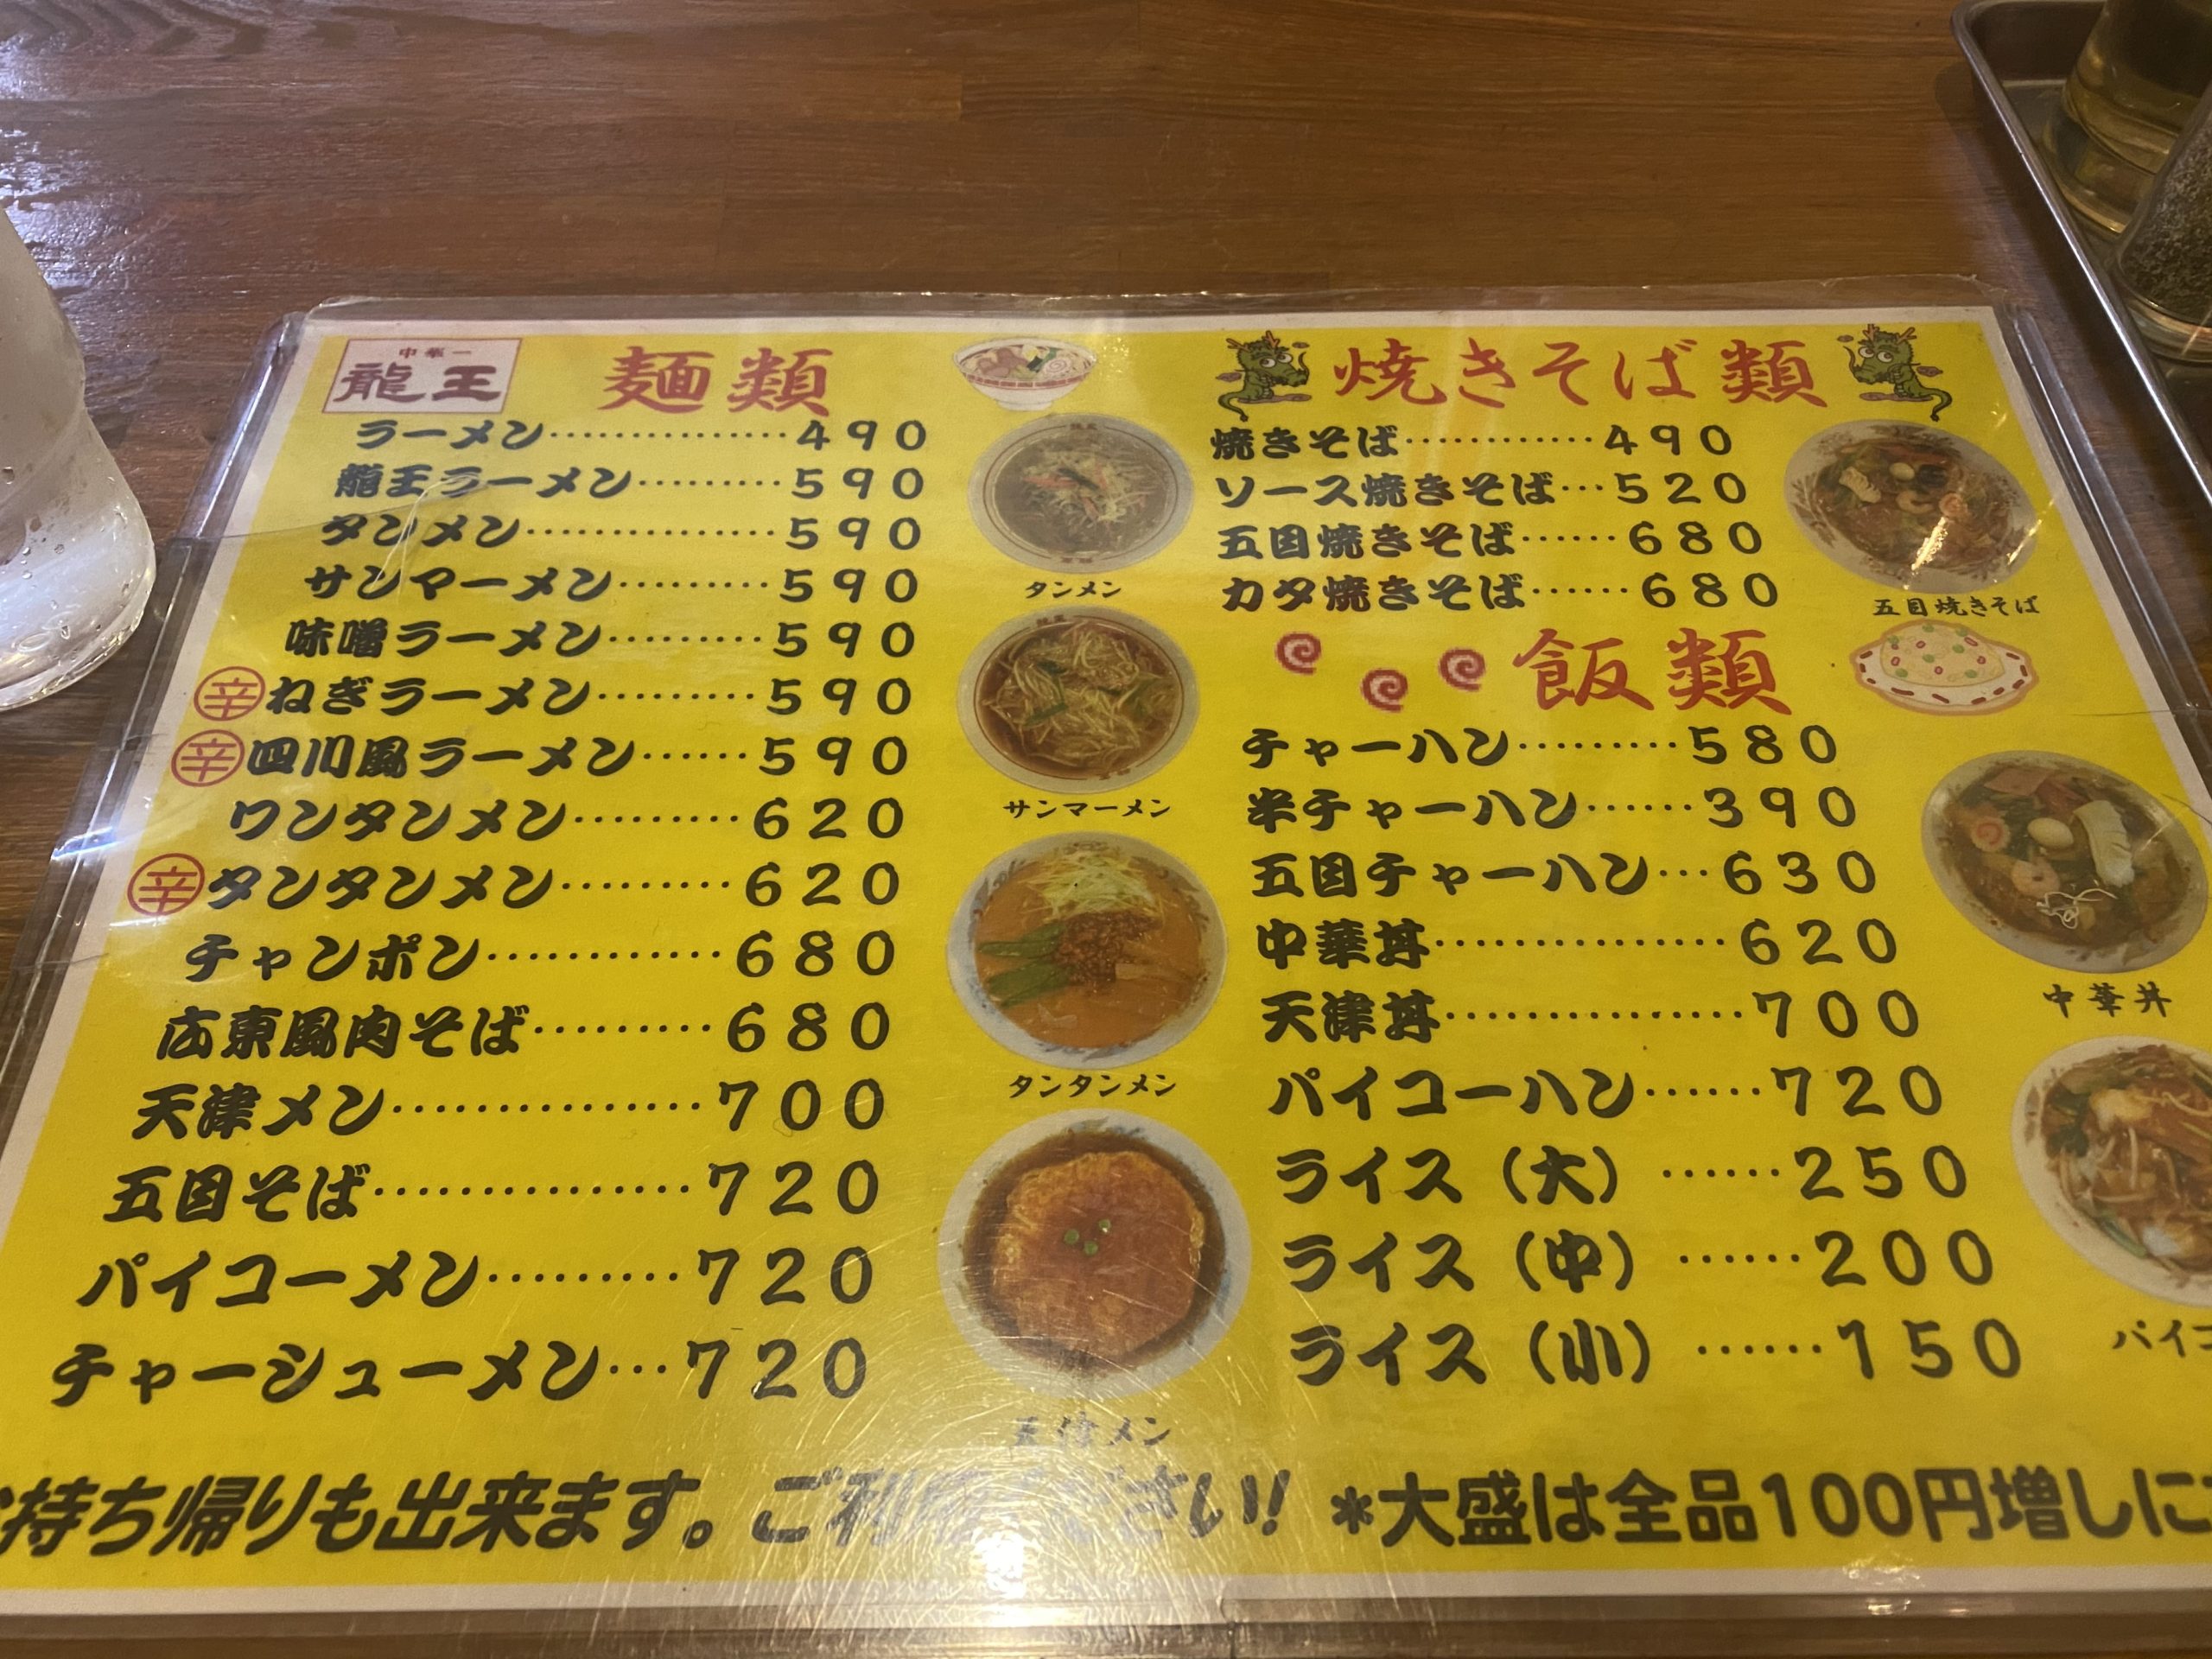 中華一
龍王
麺類
ラーメン……………490
龍王ラーメン………590
タンメン……………590
サンマーメン………590
味噌ラーメン………590
辛 ねぎラーメン………590
辛 四川風ラーメン……590
ワンタンメン………620
辛 タンタンメン………620
チャンポン…………680
広東風肉そば………680
天津メン……………700
五目そば……………720
パイコーメン………720
チャーシューメン…720
タンメン
サンマーメン
タンタンメン
天津メン
焼きそば類
焼きそば…………490
ソース焼きそば…520
五目焼きそば……680
カタ焼きそば……680
五目焼きそば
飯類
チャーハン………580
半チャーハン……390
五目チャーハン…630
中華丼……………620
天津丼……………700
パイコーハン……720
ライス（大）……250
ライス（中）……200
ライス（小）……150
中華丼
パイコ
持ち帰りも出来ます。ご利用ださい! *大盛は全品100円増しに